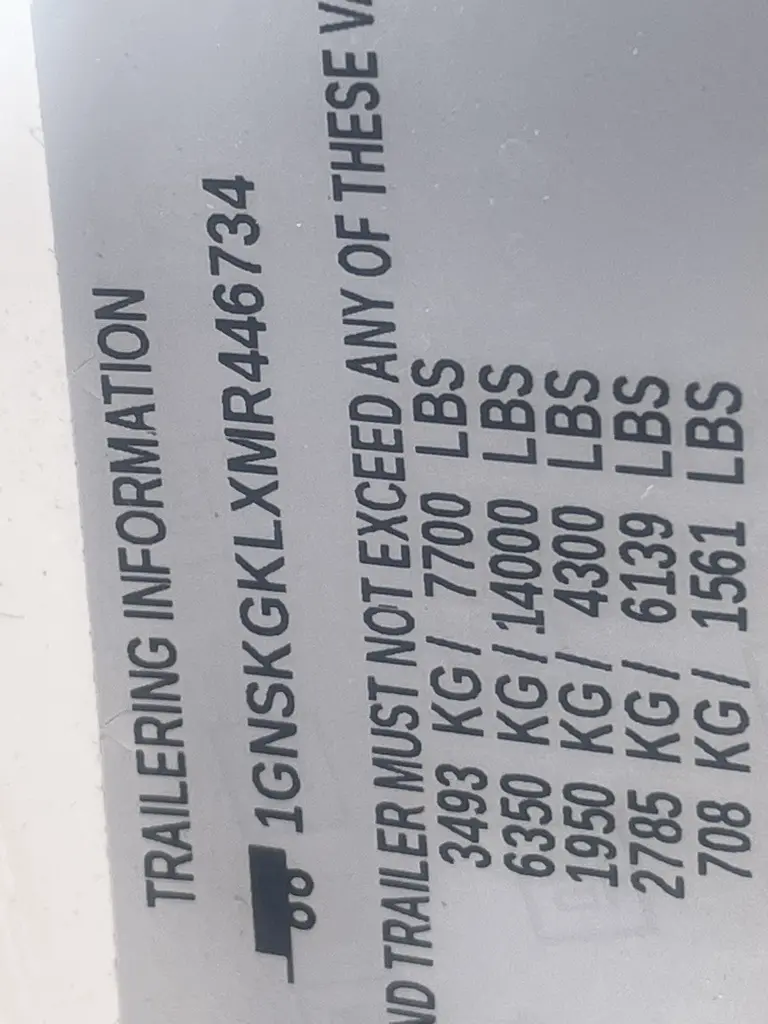 TRAILERING INFORMATION
1GNSKGKLXMR446734
ND TRAILER MUST NOT EXCEED ANY OF THESE VA
3493 KG / 7700 LBS
6350 KG / 14000 LBS
1950 KG / 4300 LBS
2785 KG / 6139 LBS
708 KG / 1561 LBS